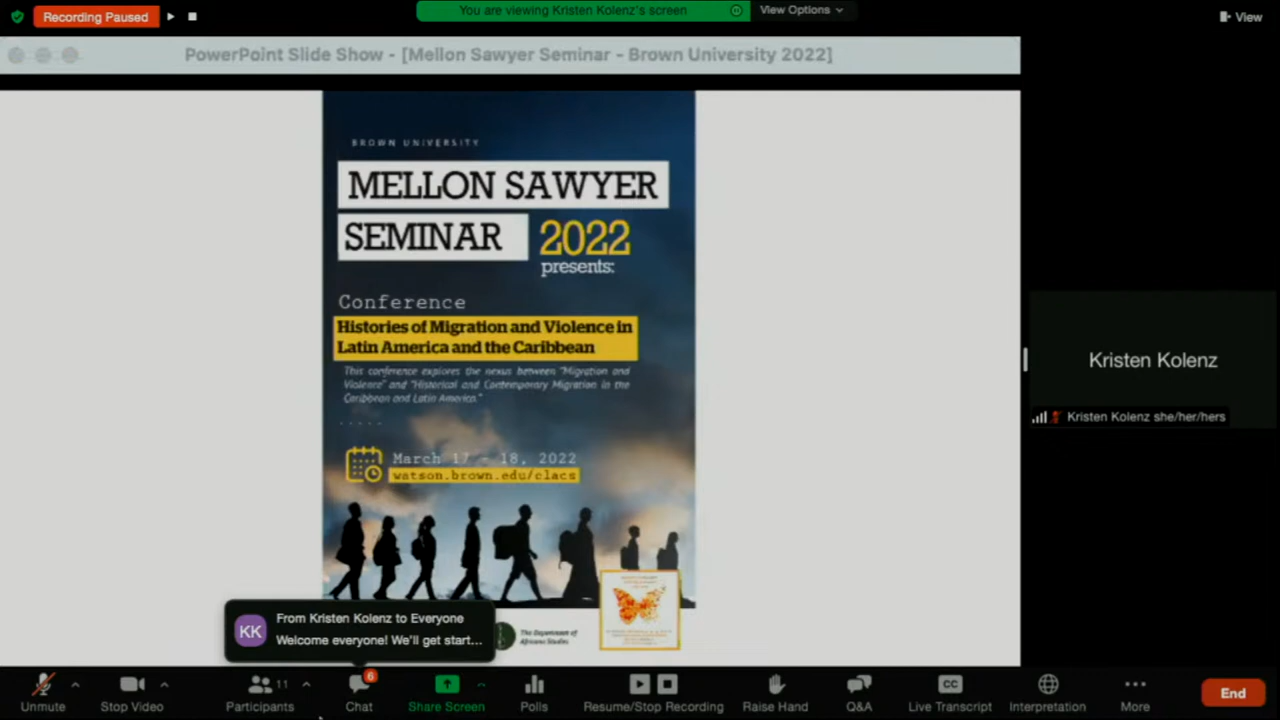 Recording Paused
You are viewing Kristen Kolenz's screen
View Options
View
PowerPoint Slide Show - [Mellon Sawyer Seminar - Brown University 2022]
BROWN UNIVERSITY
MELLON SAWYER
SEMINAR 2022
presents:
Conference
Histories of Migration and Violence in
Latin America and the Caribbean
This conference explores the nexus between "Migration and
Violence" and "Historical and Contemporary Migration in the
Caribbean and Latin America."
March 17 - 18, 2022
watson.brown.edu/clacs
Kristen Kolenz
Kristen Kolenz she/her/hers
KK
From Kristen Kolenz to Everyone
Welcome everyone! We'll get start...
The Department of
Africana Studies
6
Unmute
Stop Video
Participants 11
Chat
Share Screen
Polls
Resume/Stop Recording
Raise Hand
Q&A
CC
Live Transcript
Interpretation
More
End